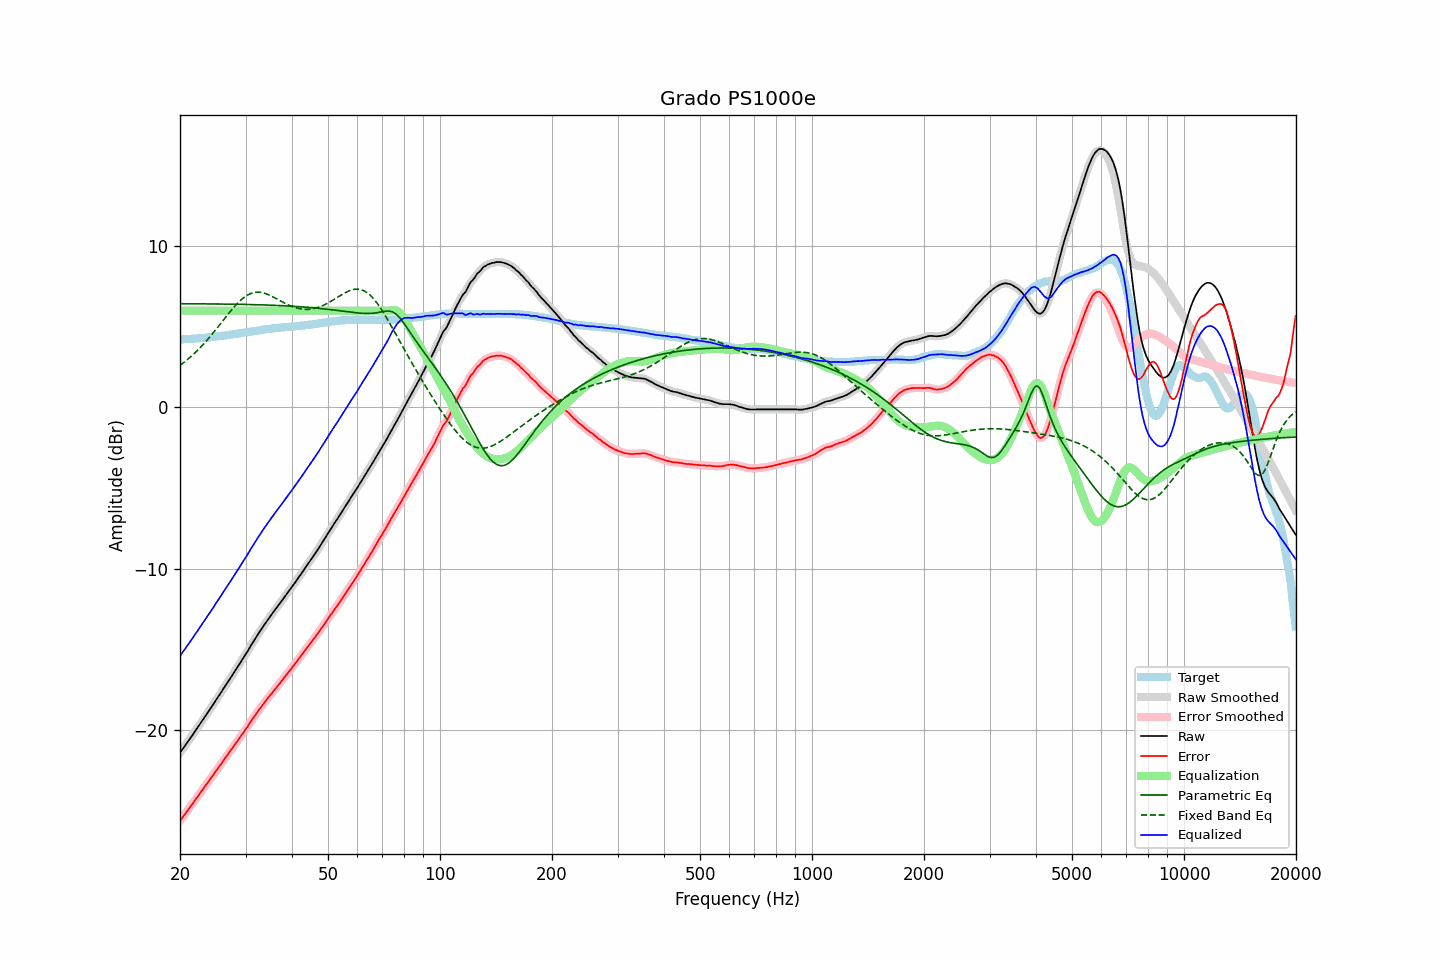 Grado PS1000e
Amplitude (dBr)
10
0
−10
−20
20
50
100
200
500
1000
2000
5000
10000
20000
Frequency (Hz)
Target
Raw Smoothed
Error Smoothed
Raw
Error
Equalization
Parametric Eq
Fixed Band Eq
Equalized